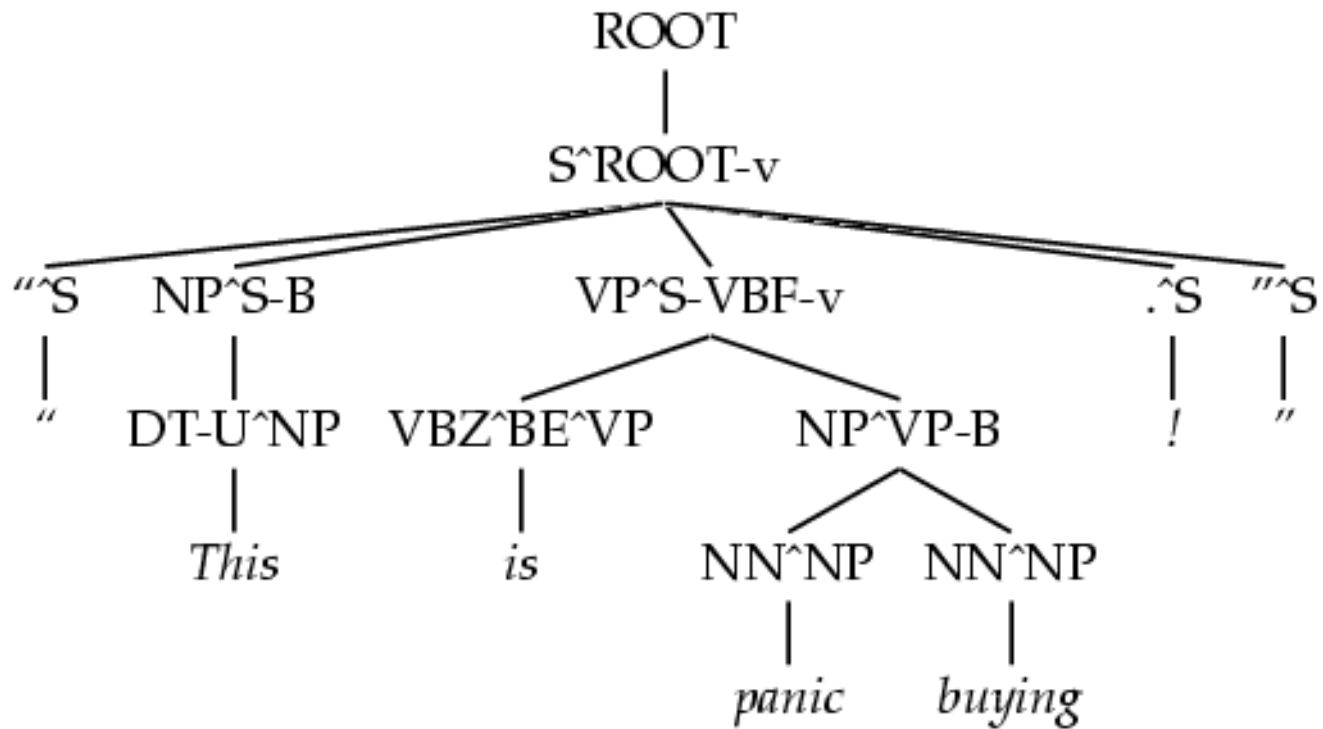 ROOT
S^ROOT-v
“^S NP^S-B VP^S-VBF-v .^S ”^S
“ DT-U^NP VBZ^BE^VP NP^VP-B ! ”
This is NN^NP NN^NP
panic buying